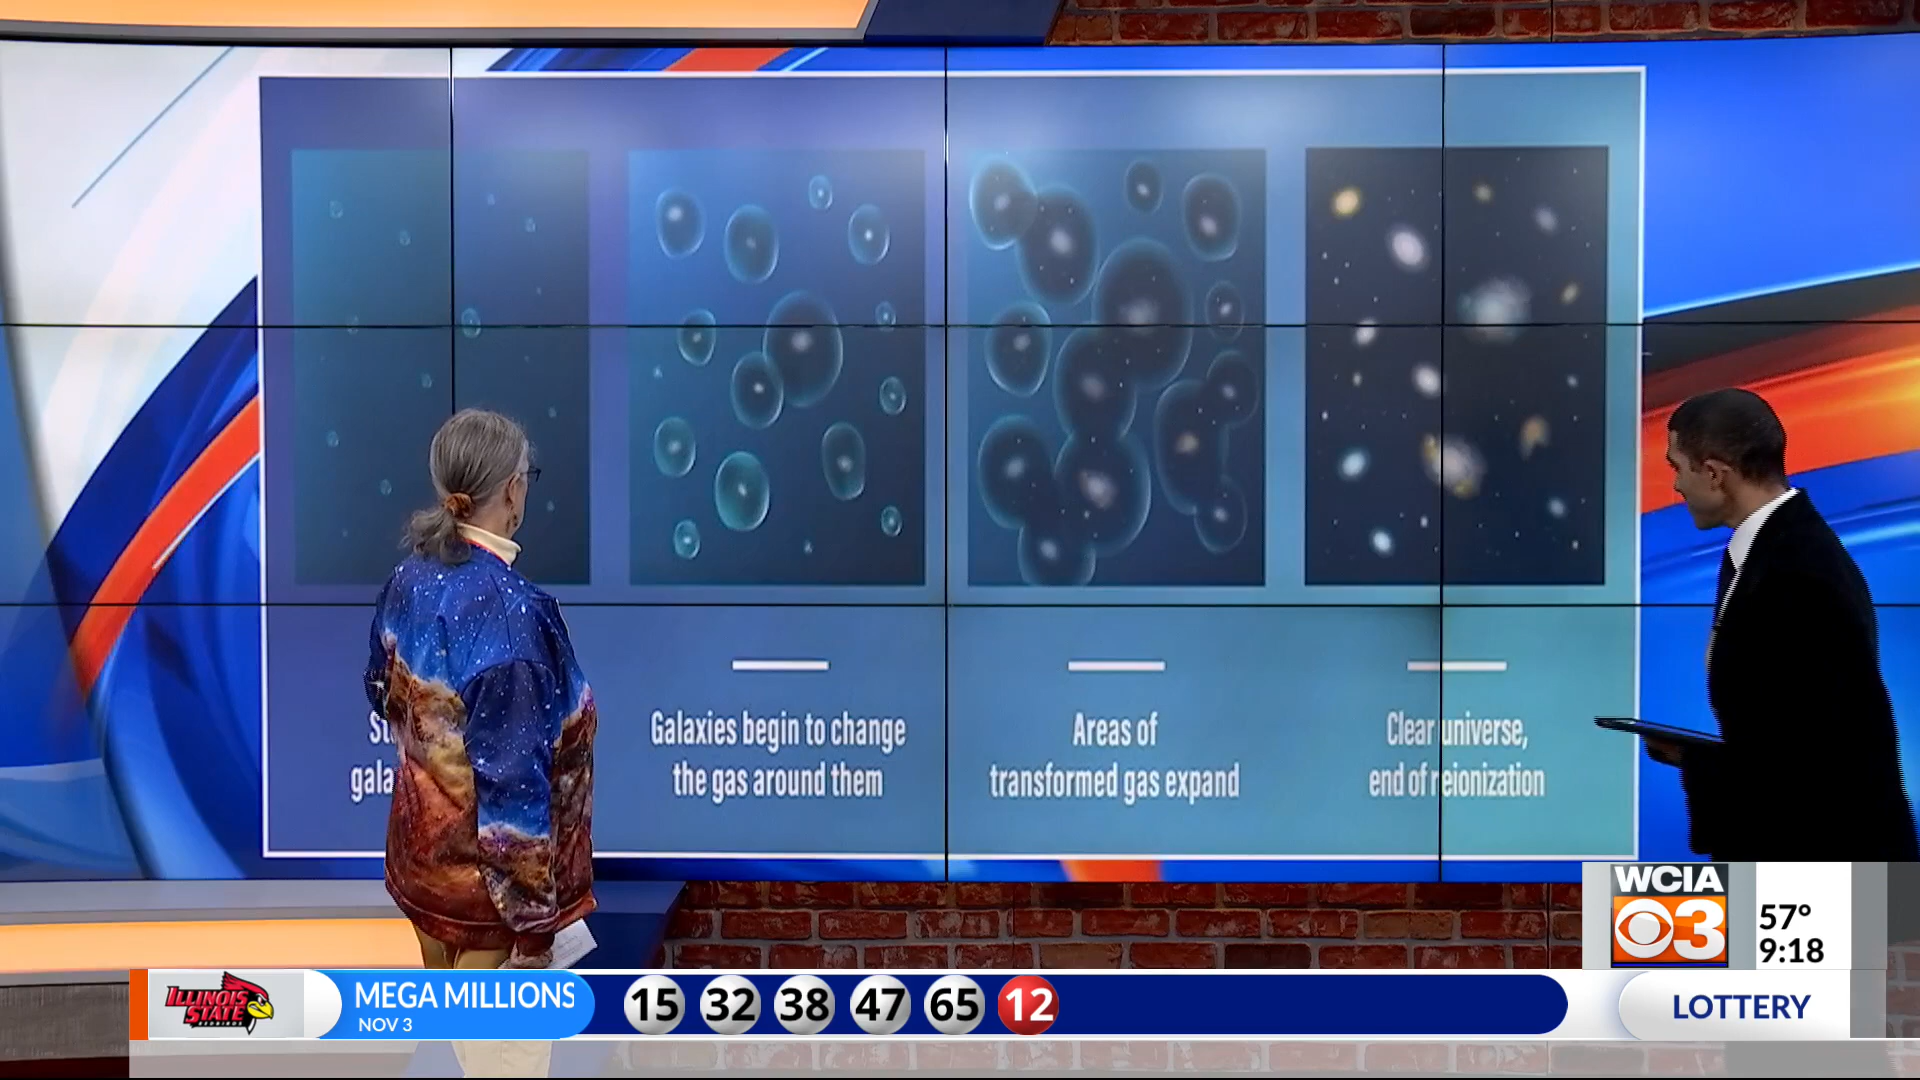 Galaxies begin to change
the gas around them
Areas of
transformed gas expand
Clear universe,
end of reionization
WCIA
3
57°
9:18
ILLINOIS
STATE
REDBIRDS
MEGA MILLIONS
NOV 3
15 32 38 47 65 12
LOTTERY